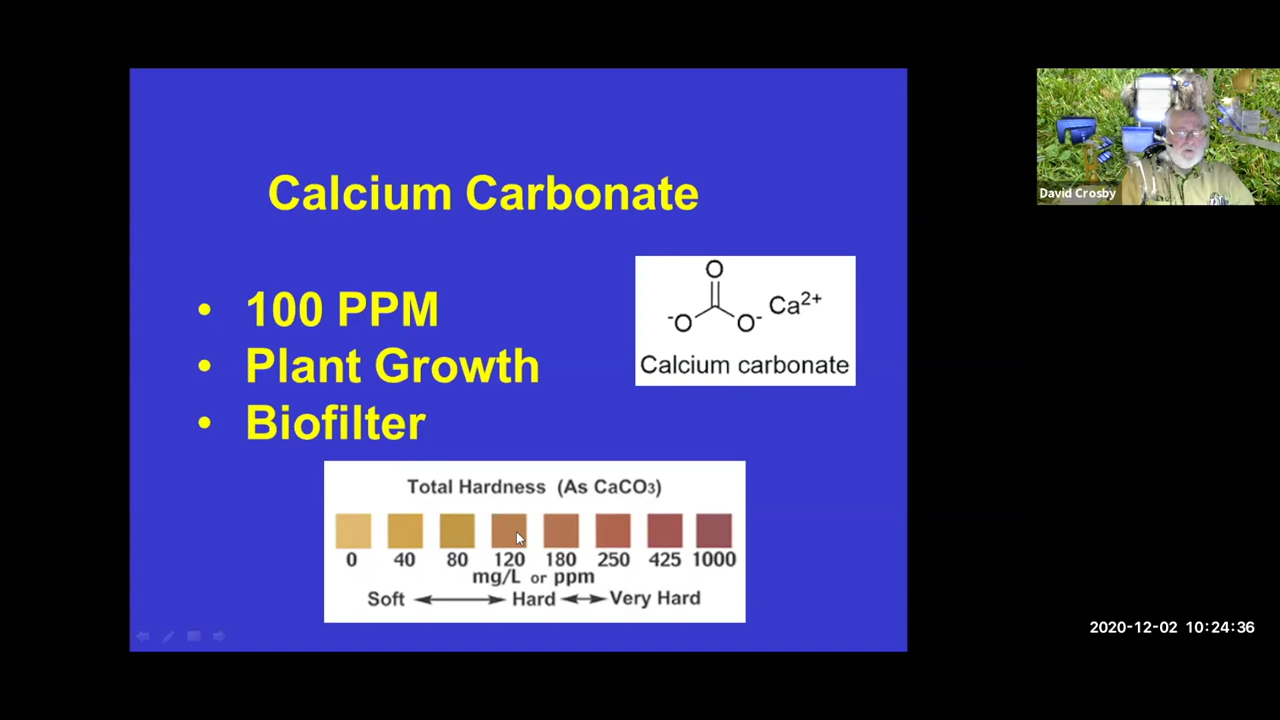 Calcium Carbonate
• 100 PPM
• Plant Growth
• Biofilter
O
-O O- Ca2+
Calcium carbonate
Total Hardness (As CaCO3)
0 40 80 120 180 250 425 1000
mg/L or ppm
Soft Hard Very Hard
David Crosby
2020-12-02 10:24:36